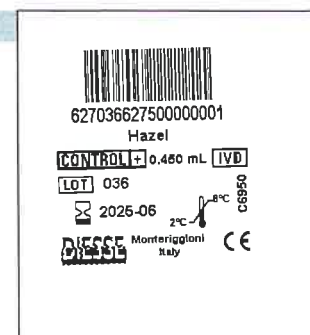 627036627500000001
Hazel
CONTROL + 0,450 mL IVD
LOT 036
2025-06
2°C 8°C
C6950
DIESSE Monteriggioni Italy CE